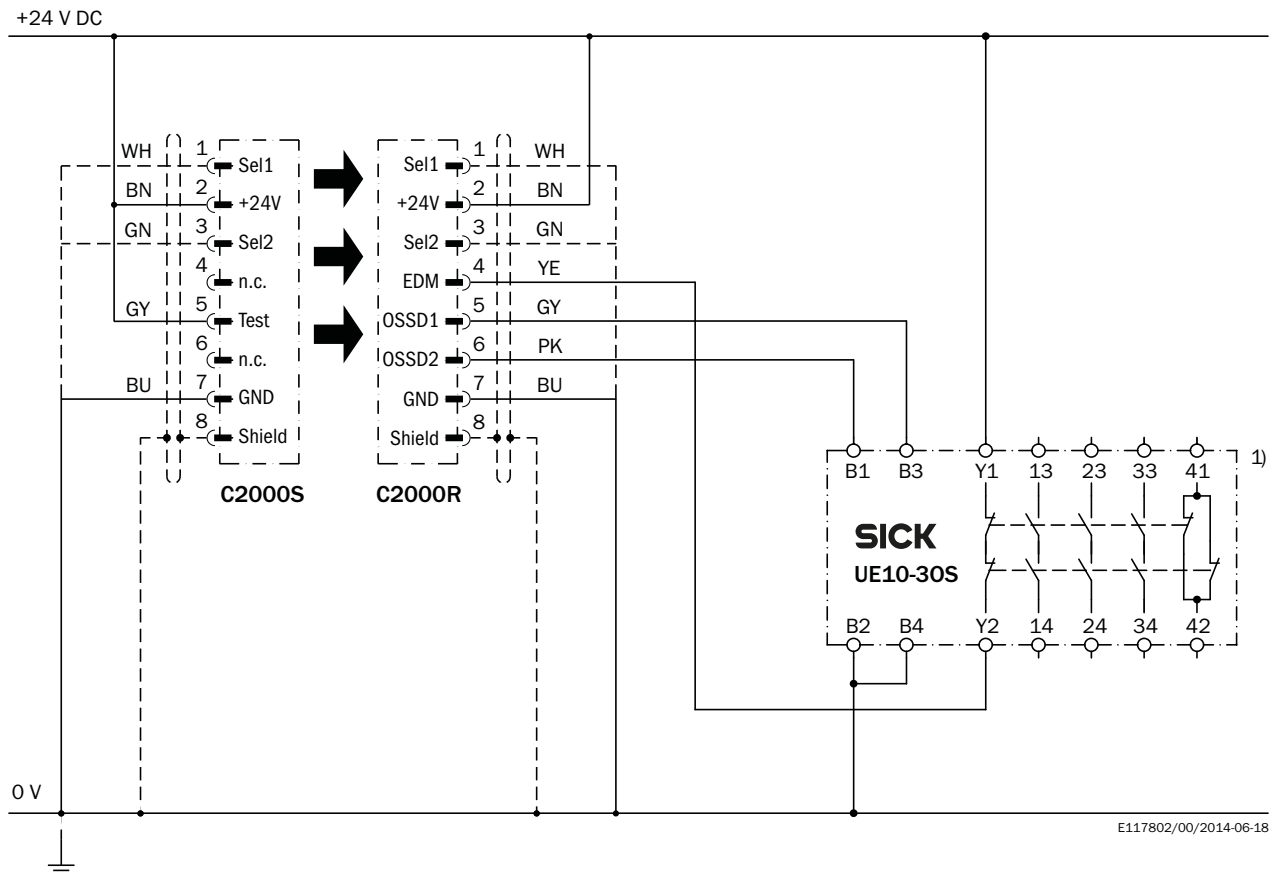 +24 V DC
WH 1 Sel1 Sel1 1 WH
BN 2 +24V +24V 2 BN
GN 3 Sel2 Sel2 3 GN
4 n.c. EDM 4 YE
GY 5 Test OSSD1 5 GY
6 n.c. OSSD2 6 PK
BU 7 GND GND 7 BU
8 Shield Shield 8
C2000S C2000R
B1 B3 Y1 13 23 33 41 1)
SICK
UE10-30S
B2 B4 Y2 14 24 34 42
0 V
E117802/00/2014-06-18